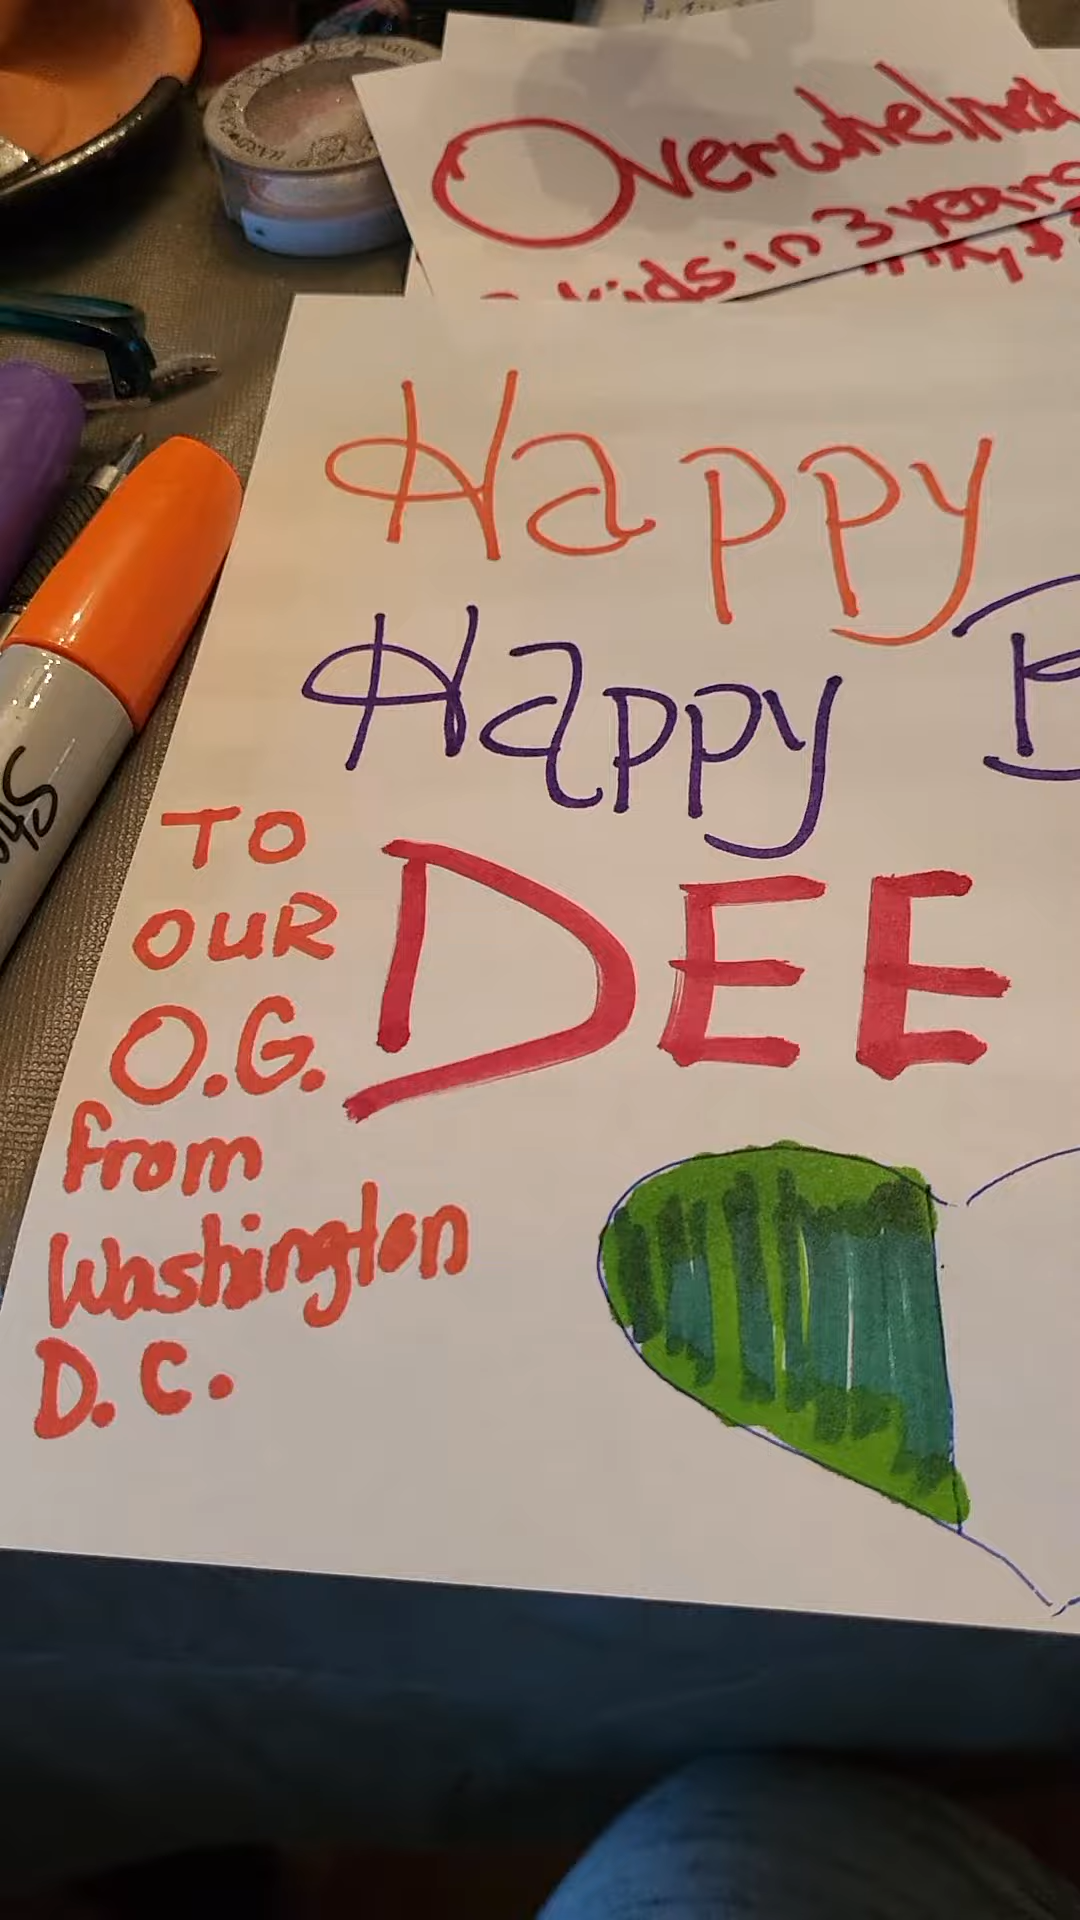 Overwhelmed
kids in 3 years
Happy
Happy B
TO
OUR
O.G.
from
Washington
D.C.
DEE